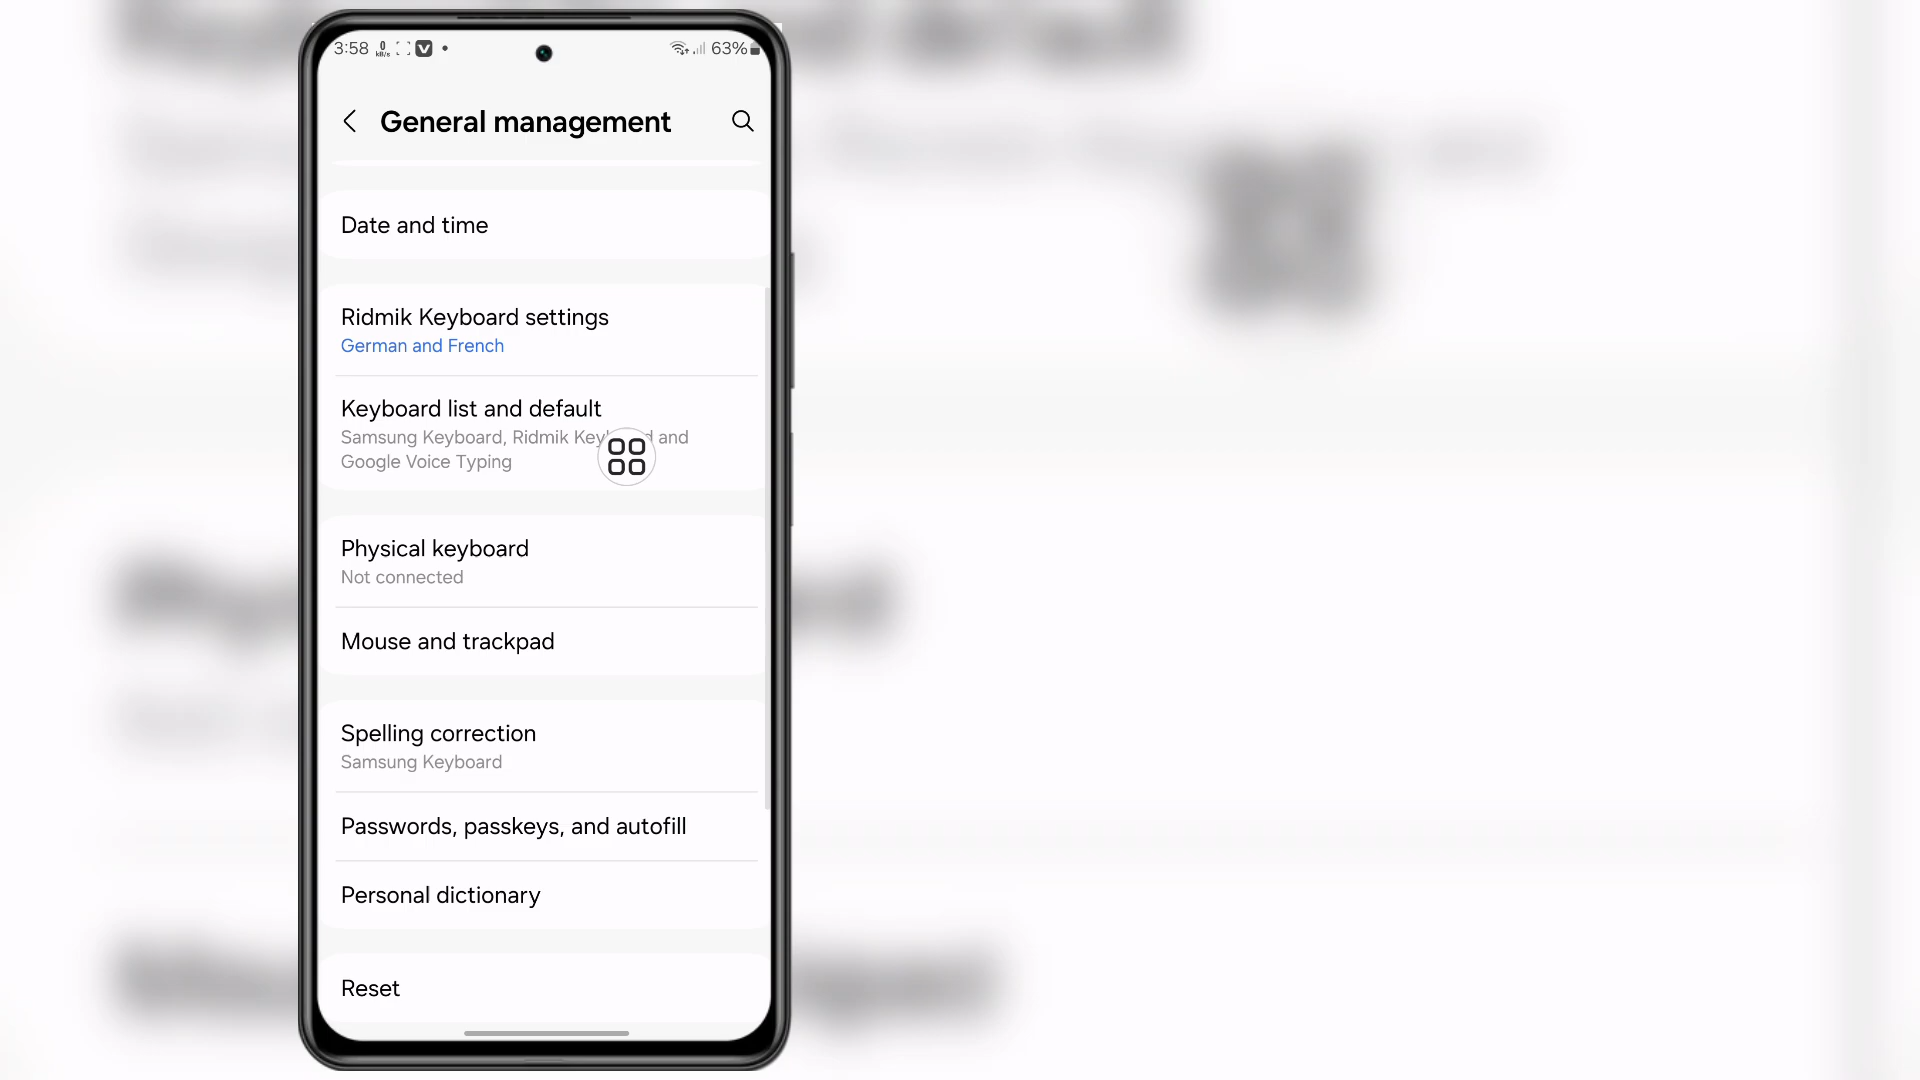 3:58
0
KB/s
V
63%
General management
Date and time
Ridmik Keyboard settings
German and French
Keyboard list and default
Samsung Keyboard, Ridmik Key d and
Google Voice Typing
Physical keyboard
Not connected
Mouse and trackpad
Spelling correction
Samsung Keyboard
Passwords, passkeys, and autofill
Personal dictionary
Reset